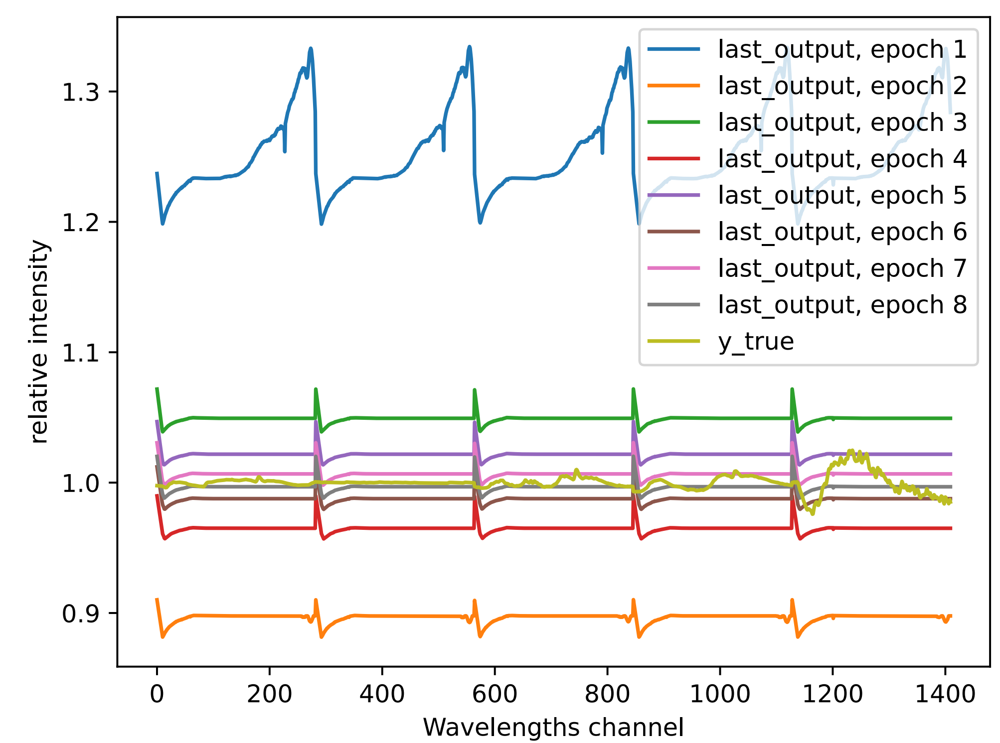 last_output, epoch 1
last_output, epoch 2
last_output, epoch 3
last_output, epoch 4
last_output, epoch 5
last_output, epoch 6
last_output, epoch 7
last_output, epoch 8
y_true
relative intensity
1.3
1.2
1.1
1.0
0.9
0 200 400 600 800 1000 1200 1400
Wavelengths channel